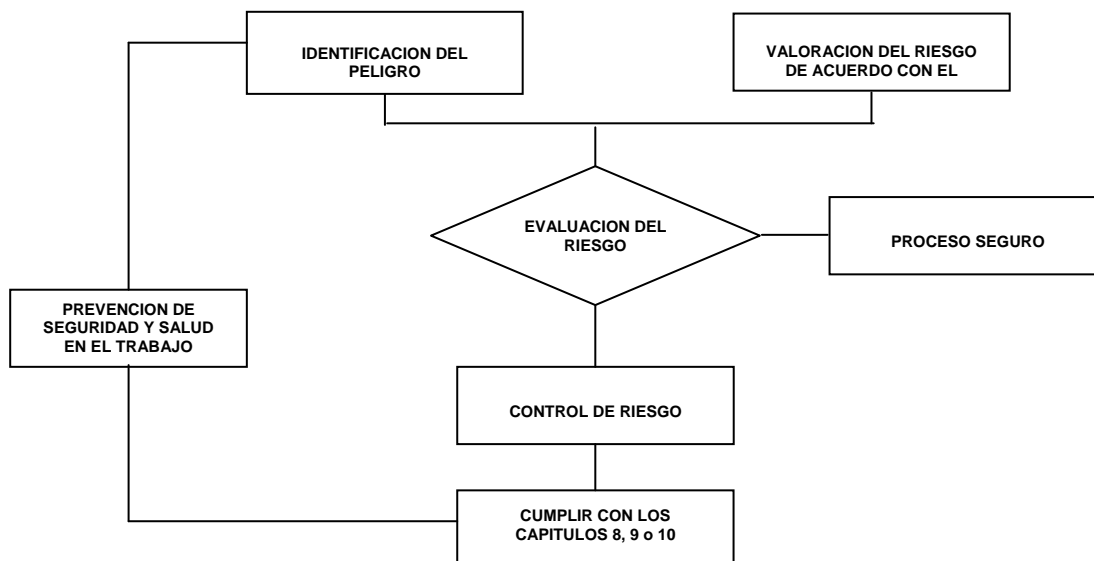 IDENTIFICACION DEL
PELIGRO
VALORACION DEL RIESGO
DE ACUERDO CON EL
EVALUACION DEL
RIESGO
PROCESO SEGURO
PREVENCION DE
SEGURIDAD Y SALUD
EN EL TRABAJO
CONTROL DE RIESGO
CUMPLIR CON LOS
CAPITULOS 8, 9 o 10